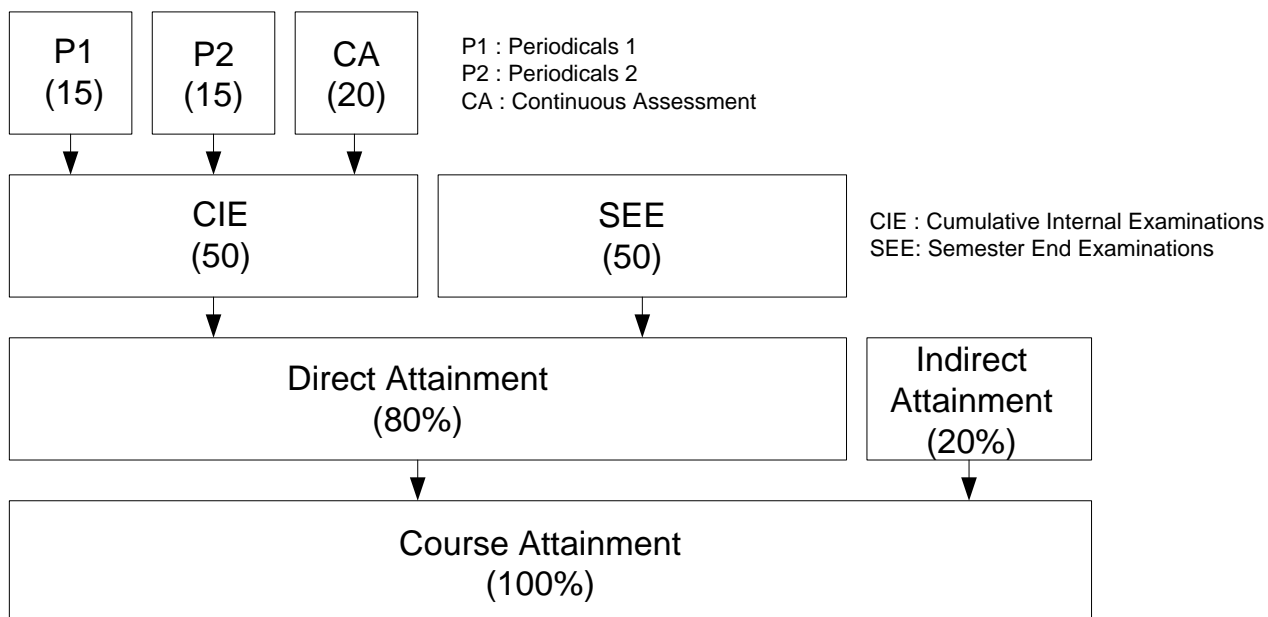 P1
(15)
P2
(15)
CA
(20)
P1 : Periodicals 1
P2 : Periodicals 2
CA : Continuous Assessment
CIE
(50)
SEE
(50)
CIE : Cumulative Internal Examinations
SEE: Semester End Examinations
Direct Attainment
(80%)
Indirect
Attainment
(20%)
Course Attainment
(100%)